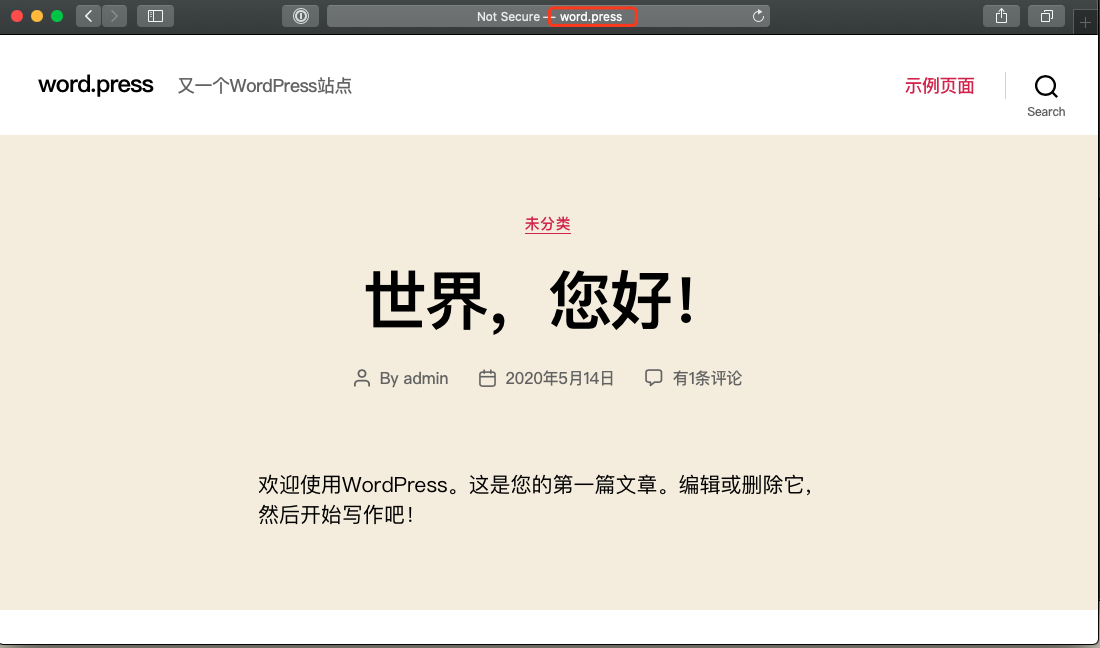 Not Secure — word.press
word.press 又一个WordPress站点 示例页面
Search
未分类
世界，您好！
By admin 2020年5月14日 有1条评论
欢迎使用WordPress。这是您的第一篇文章。编辑或删除它，
然后开始写作吧！